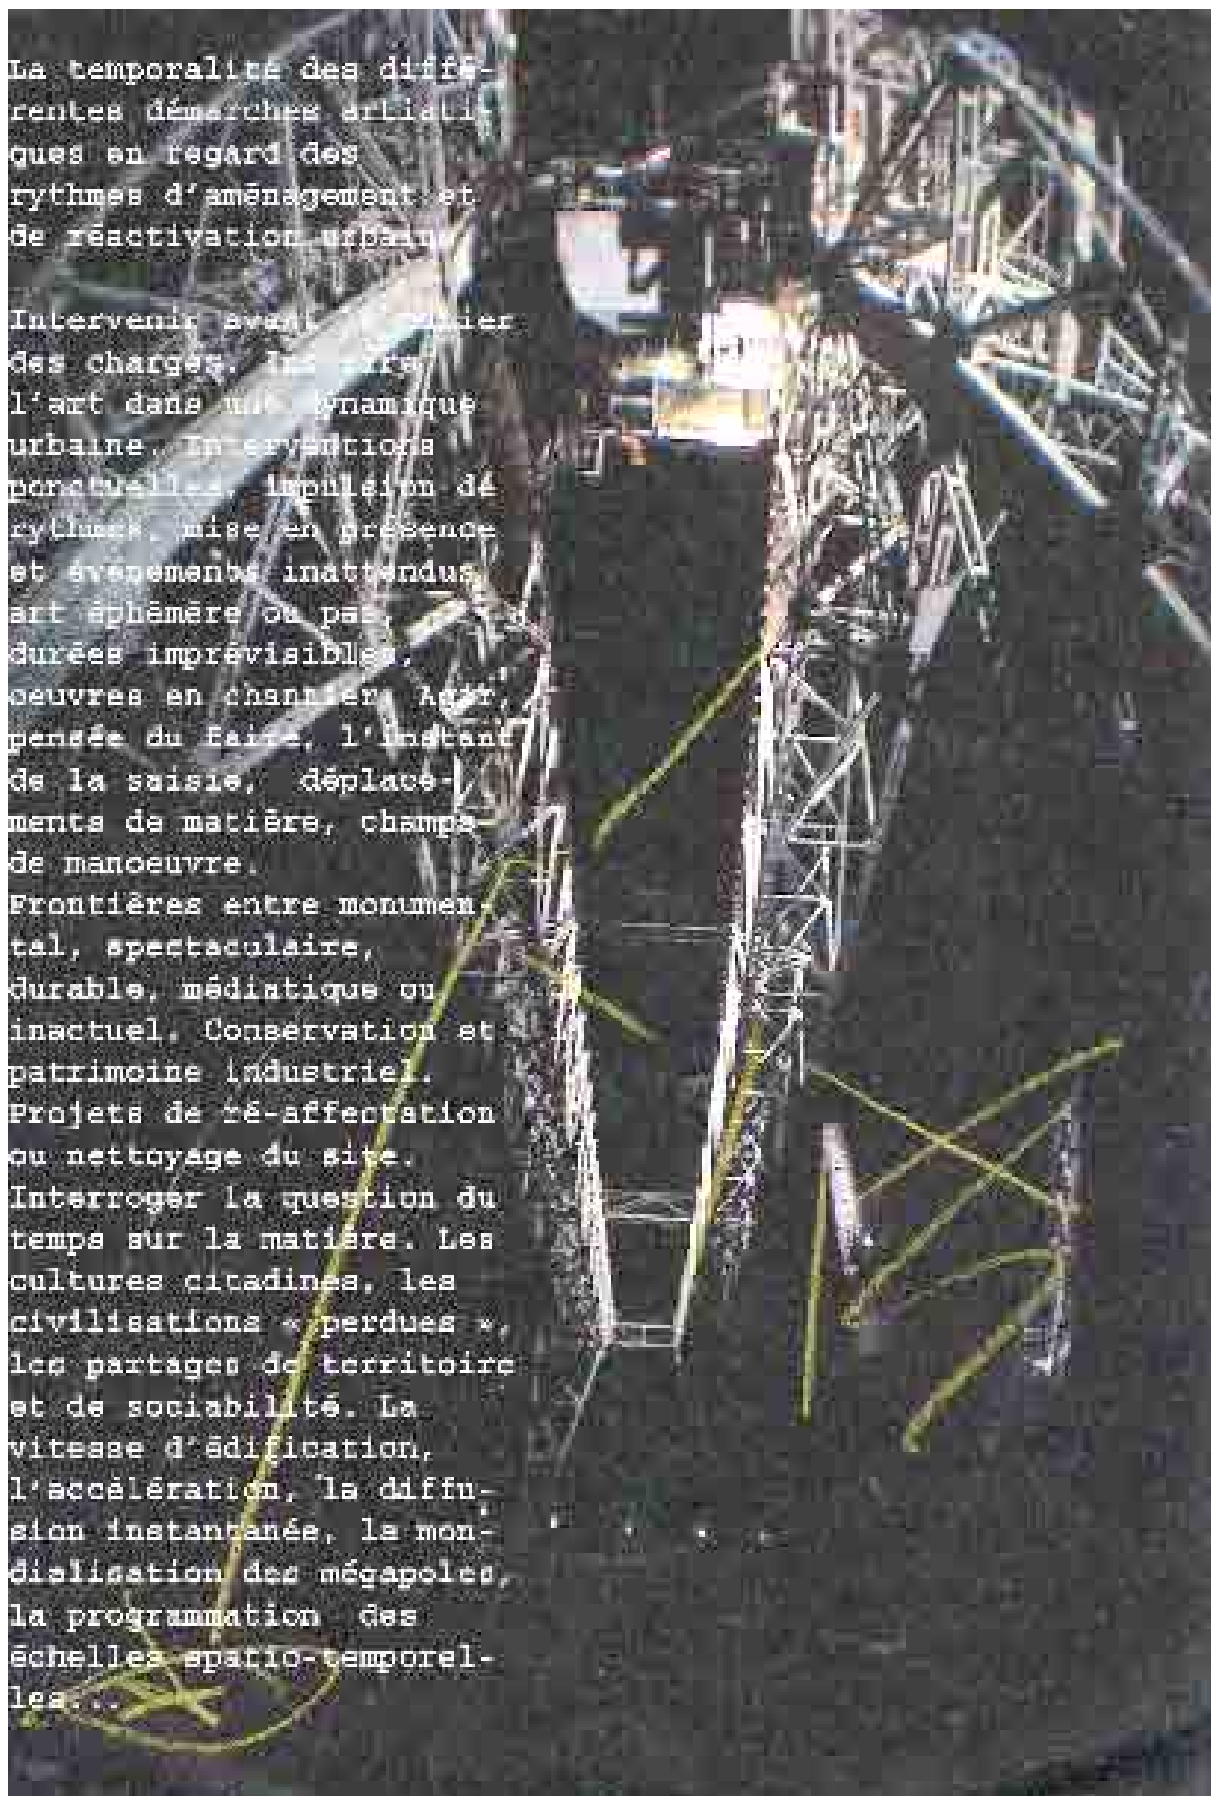 La temporalité des diffé-
rentes démarches artisti-
ques en regard des
rythmes d'aménagement et
de réactivation urbaine
Intervenir avant le cahier
des charges. Inscrire
l'art dans une dynamique
urbaine. Interventions
ponctuelles, impulsion de
rythmes, mise en présence
et évenements inattendus,
art éphémère ou pas,
durées imprévisibles,
oeuvres en chantier. Agir,
pensée du faire, l'instant
de la saisie, déplace-
ments de matière, champs
de manoeuvre.
Frontières entre monumen-
tal, spectaculaire,
durable, médiatique ou
inactuel. Conservation et
patrimoine industriel.
Projets de ré-affectation
ou nettoyage du site.
Interroger la question du
temps sur la matière. Les
cultures citadines, les
civilisations « perdues »,
les partages de territoire
et de sociabilité. La
vitesse d'édification,
l'accélération, la diffu-
sion instantanée, la mon-
dialisation des mégapoles,
la programmation des
échelles spatio-temporel-
les...